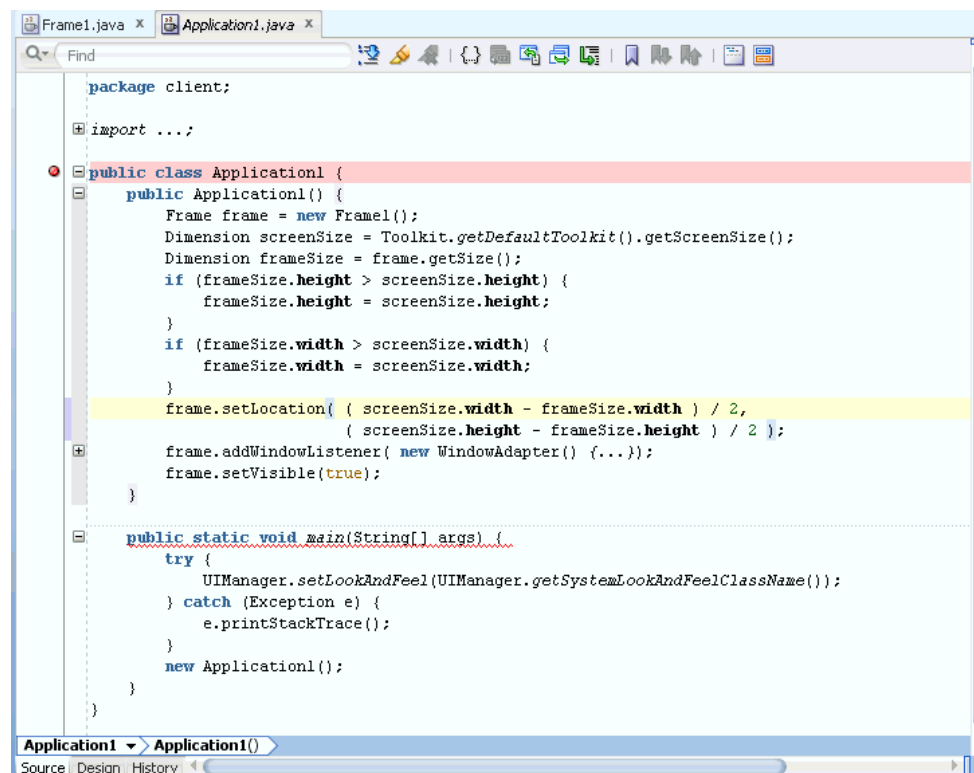 Frame1.java x Application1.java x
Find
package client;
import ...;
public class Application1 {
public Application1() {
Frame frame = new Frame1();
Dimension screenSize = Toolkit.getDefaultToolkit().getScreenSize();
Dimension frameSize = frame.getSize();
if (frameSize.height > screenSize.height) {
frameSize.height = screenSize.height;
}
if (frameSize.width > screenSize.width) {
frameSize.width = screenSize.width;
}
frame.setLocation( ( screenSize.width - frameSize.width ) / 2,
( screenSize.height - frameSize.height ) / 2 );
frame.addWindowListener( new WindowAdapter() {...});
frame.setVisible(true);
}
public static void main(String[] args) {
try {
UIManager.setLookAndFeel(UIManager.getSystemLookAndFeelClassName());
} catch (Exception e) {
e.printStackTrace();
}
new Application1();
}
}
Application1 Application1()
Source Design History